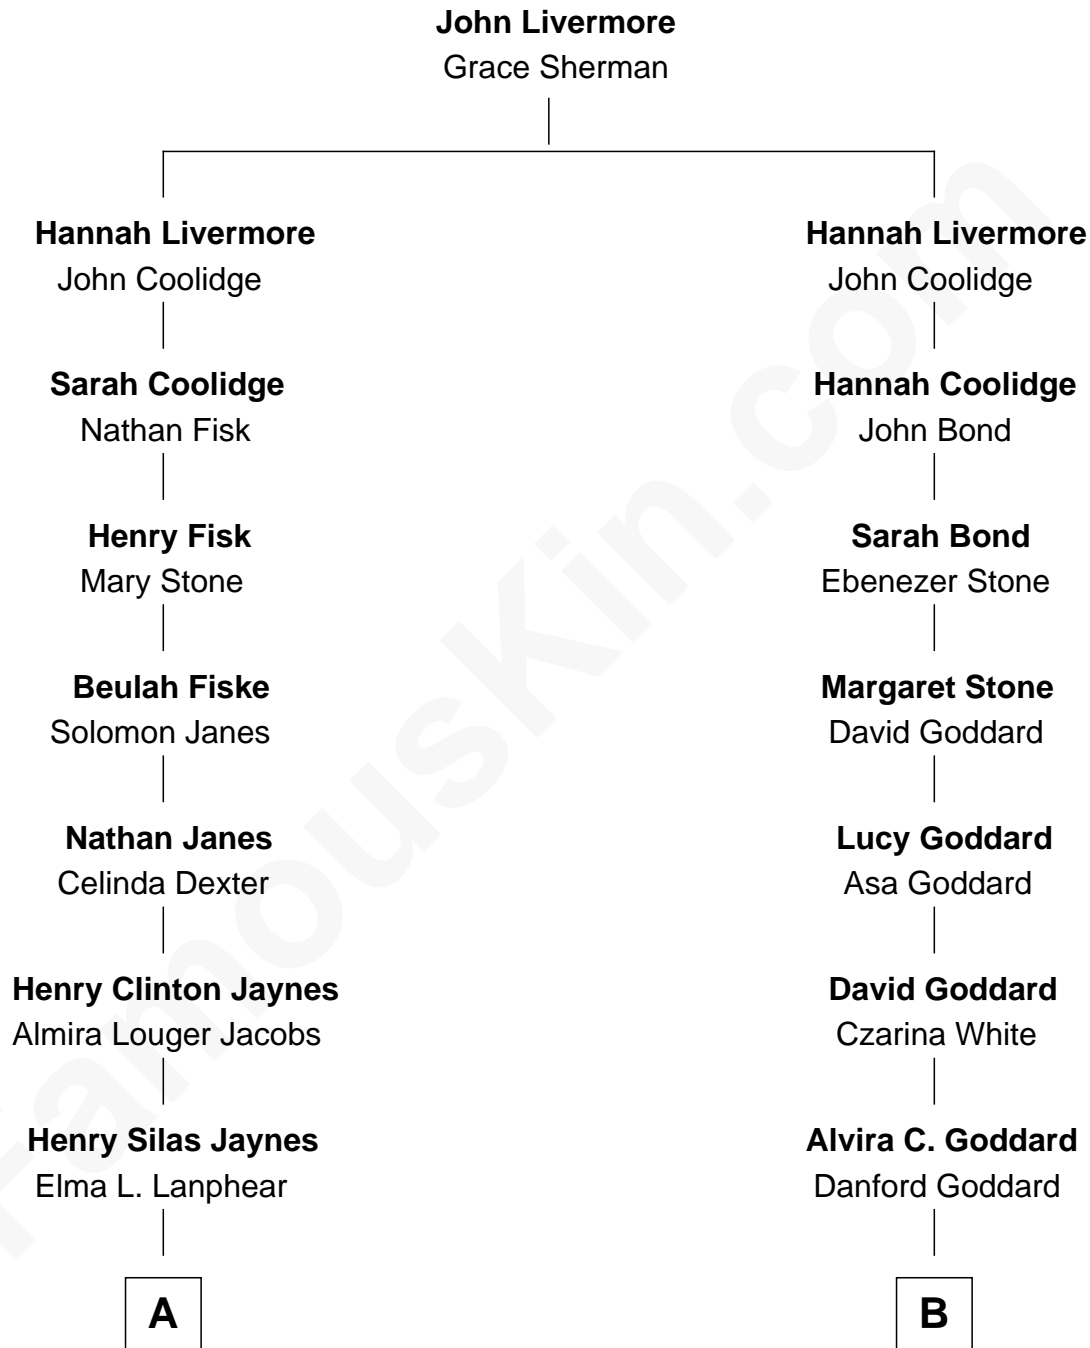 John Livermore
Grace Sherman
Hannah Livermore
John Coolidge
Hannah Livermore
John Coolidge
Sarah Coolidge
Nathan Fisk
Hannah Coolidge
John Bond
Henry Fisk
Mary Stone
Sarah Bond
Ebenezer Stone
Beulah Fiske
Solomon Janes
Margaret Stone
David Goddard
Nathan Janes
Celinda Dexter
Lucy Goddard
Asa Goddard
Henry Clinton Jaynes
Almira Louger Jacobs
David Goddard
Czarina White
Henry Silas Jaynes
Elma L. Lanphear
Alvira C. Goddard
Danford Goddard
A
B
FamousKin.com